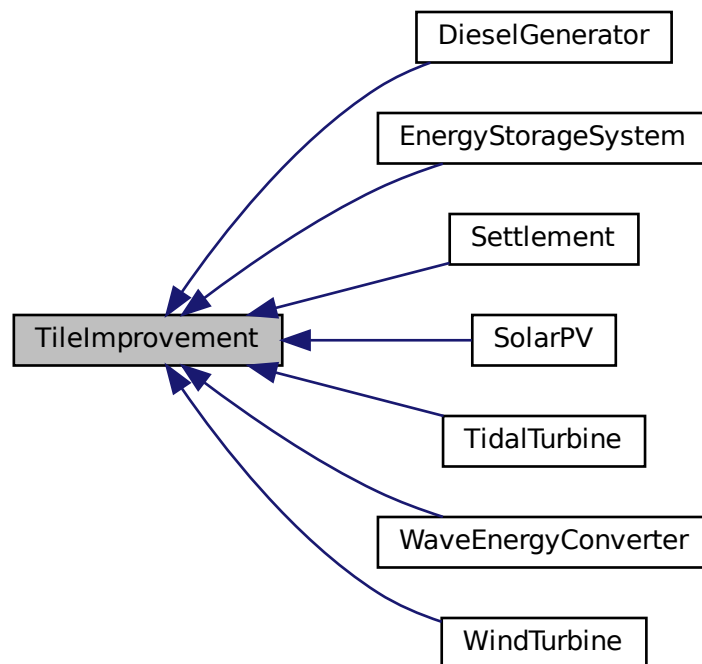 DieselGenerator
EnergyStorageSystem
Settlement
TileImprovement
SolarPV
TidalTurbine
WaveEnergyConverter
WindTurbine